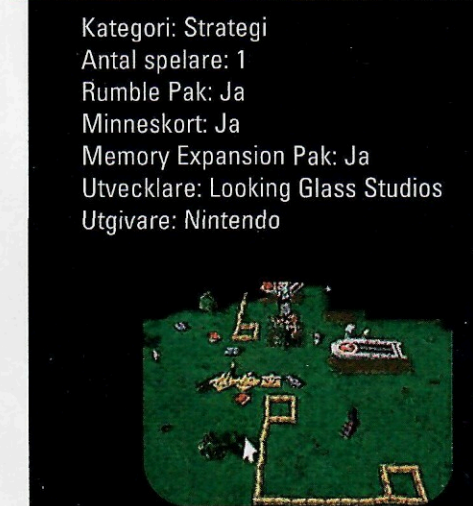 Kategori: Strategi
Antal spelare: 1
Rumble Pak: Ja
Minneskort: Ja
Memory Expansion Pak: Ja
Utvecklare: Looking Glass Studios
Utgivare: Nintendo